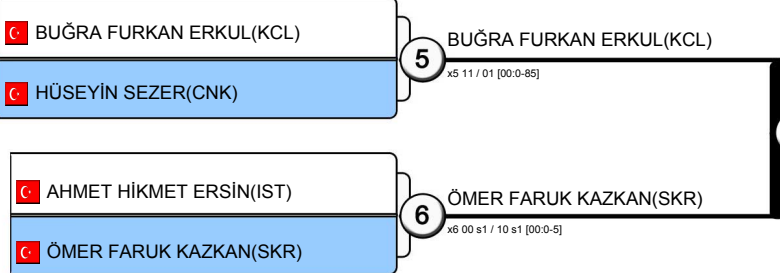 BUĞRA FURKAN ERKUL(KCL)
HÜSEYİN SEZER(CNK)
5
BUĞRA FURKAN ERKUL(KCL)
x5 11 / 01 [00:0-85]
AHMET HİKMET ERSİN(IST)
ÖMER FARUK KAZKAN(SKR)
6
ÖMER FARUK KAZKAN(SKR)
x6 00 s1 / 10 s1 [00:0-5]